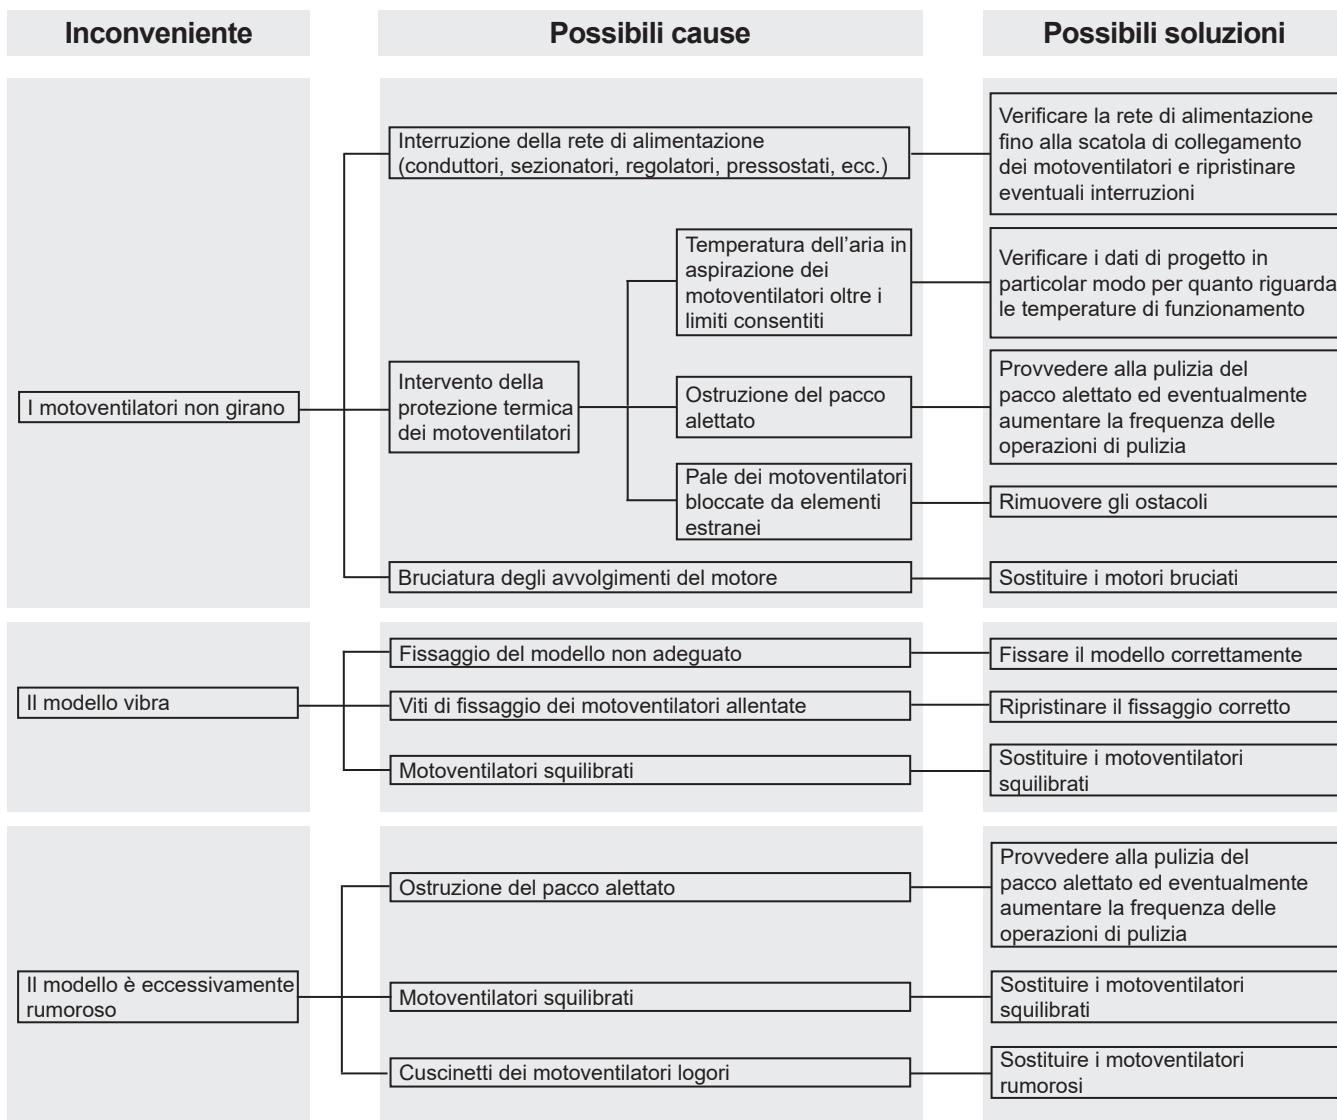 Inconveniente
Possibili cause
Possibili soluzioni
I motoventilatori non girano
Interruzione della rete di alimentazione
(conduttori, sezionatori, regolatori, pressostati, ecc.)
Verificare la rete di alimentazione
fino alla scatola di collegamento
dei motoventilatori e ripristinare
eventuali interruzioni
Intervento della
protezione termica
dei motoventilatori
Temperatura dell’aria in
aspirazione dei
motoventilatori oltre i
limiti consentiti
Verificare i dati di progetto in
particolar modo per quanto riguarda
le temperature di funzionamento
Ostruzione del pacco
alettato
Provvedere alla pulizia del
pacco alettato ed eventualmente
aumentare la frequenza delle
operazioni di pulizia
Pale dei motoventilatori
bloccate da elementi
estranei
Rimuovere gli ostacoli
Bruciatura degli avvolgimenti del motore
Sostituire i motori bruciati
Il modello vibra
Fissaggio del modello non adeguato
Fissare il modello correttamente
Viti di fissaggio dei motoventilatori allentate
Ripristinare il fissaggio corretto
Motoventilatori squilibrati
Sostituire i motoventilatori
squilibrati
Il modello è eccessivamente
rumoroso
Ostruzione del pacco alettato
Provvedere alla pulizia del
pacco alettato ed eventualmente
aumentare la frequenza delle
operazioni di pulizia
Motoventilatori squilibrati
Sostituire i motoventilatori
squilibrati
Cuscinetti dei motoventilatori logori
Sostituire i motoventilatori
rumorosi